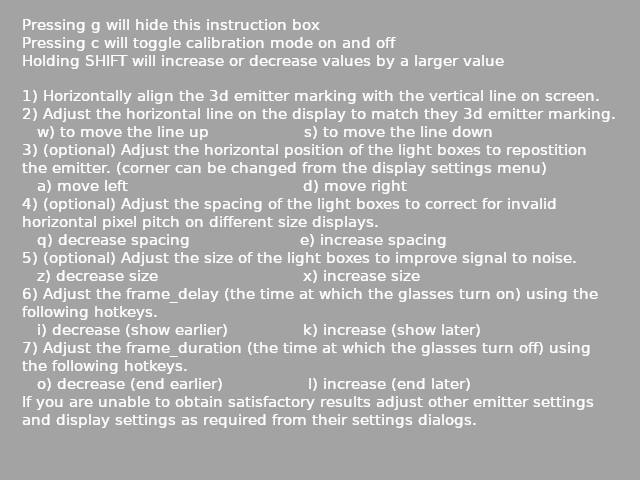 Pressing g will hide this instruction box
Pressing c will toggle calibration mode on and off
Holding SHIFT will increase or decrease values by a larger value
1) Horizontally align the 3d emitter marking with the vertical line on screen.
2) Adjust the horizontal line on the display to match they 3d emitter marking.
w) to move the line up s) to move the line down
3) (optional) Adjust the horizontal position of the light boxes to repostition
the emitter. (corner can be changed from the display settings menu)
a) move left d) move right
4) (optional) Adjust the spacing of the light boxes to correct for invalid
horizontal pixel pitch on different size displays.
q) decrease spacing e) increase spacing
5) (optional) Adjust the size of the light boxes to improve signal to noise.
z) decrease size x) increase size
6) Adjust the frame_delay (the time at which the glasses turn on) using the
following hotkeys.
i) decrease (show earlier) k) increase (show later)
7) Adjust the frame_duration (the time at which the glasses turn off) using
the following hotkeys.
o) decrease (end earlier) l) increase (end later)
If you are unable to obtain satisfactory results adjust other emitter settings
and display settings as required from their settings dialogs.